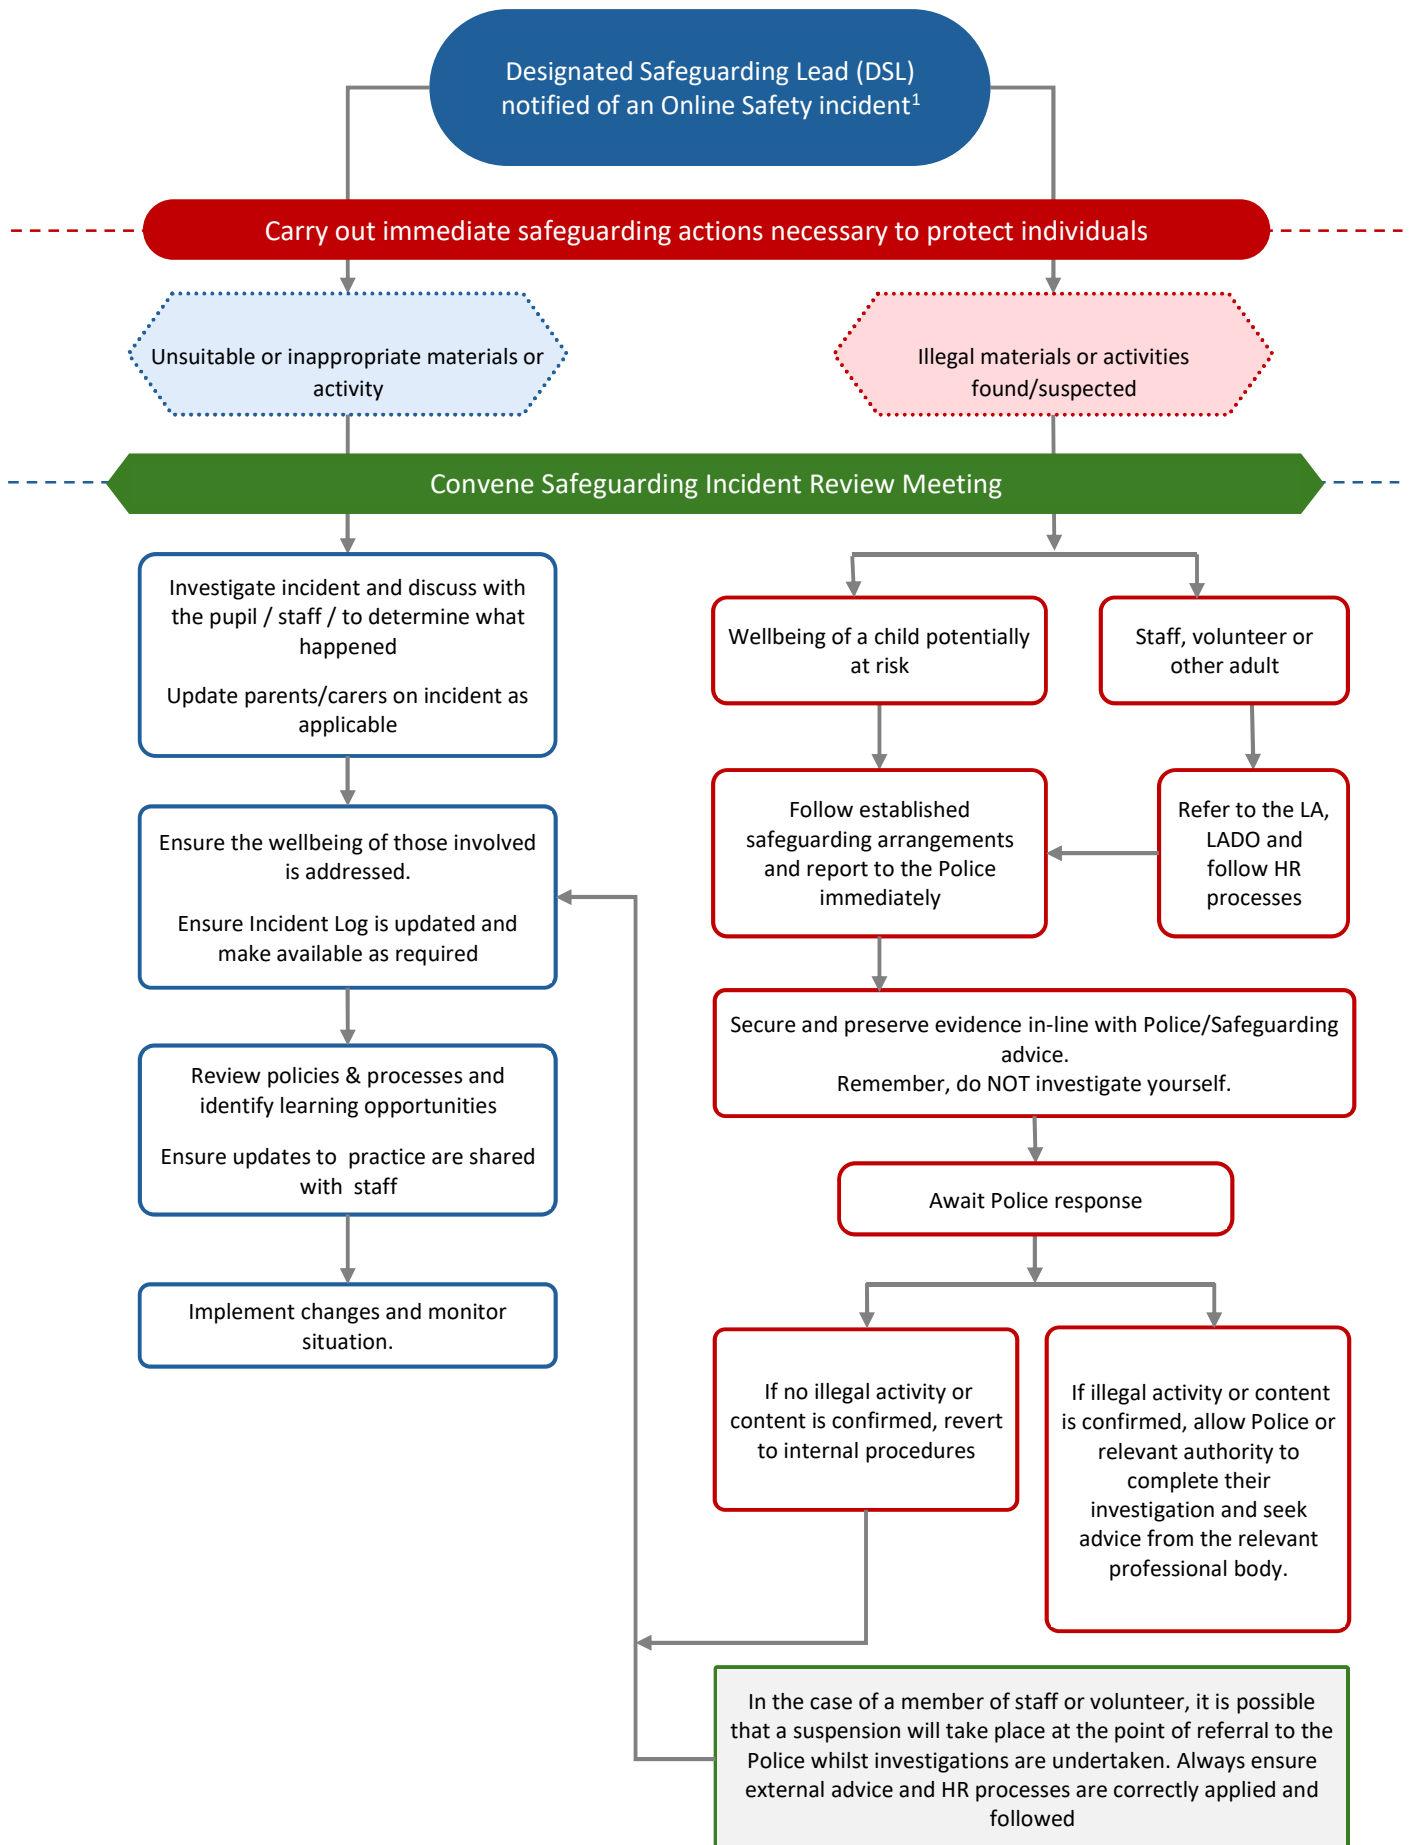 Designated Safeguarding Lead (DSL)
notified of an Online Safety incident1
Carry out immediate safeguarding actions necessary to protect individuals
Unsuitable or inappropriate materials or
activity
Illegal materials or activities
found/suspected
Convene Safeguarding Incident Review Meeting
Investigate incident and discuss with
the pupil / staff / to determine what
happened
Update parents/carers on incident as
applicable
Ensure the wellbeing of those involved
is addressed.
Ensure Incident Log is updated and
make available as required
Review policies & processes and
identify learning opportunities
Ensure updates to practice are shared
with staff
Implement changes and monitor
situation.
Wellbeing of a child potentially
at risk
Staff, volunteer or
other adult
Follow established
safeguarding arrangements
and report to the Police
immediately
Refer to the LA,
LADO and
follow HR
processes
Secure and preserve evidence in-line with Police/Safeguarding
advice.
Remember, do NOT investigate yourself.
Await Police response
If no illegal activity or
content is confirmed, revert
to internal procedures
If illegal activity or content
is confirmed, allow Police or
relevant authority to
complete their
investigation and seek
advice from the relevant
professional body.
In the case of a member of staff or volunteer, it is possible
that a suspension will take place at the point of referral to the
Police whilst investigations are undertaken. Always ensure
external advice and HR processes are correctly applied and
followed